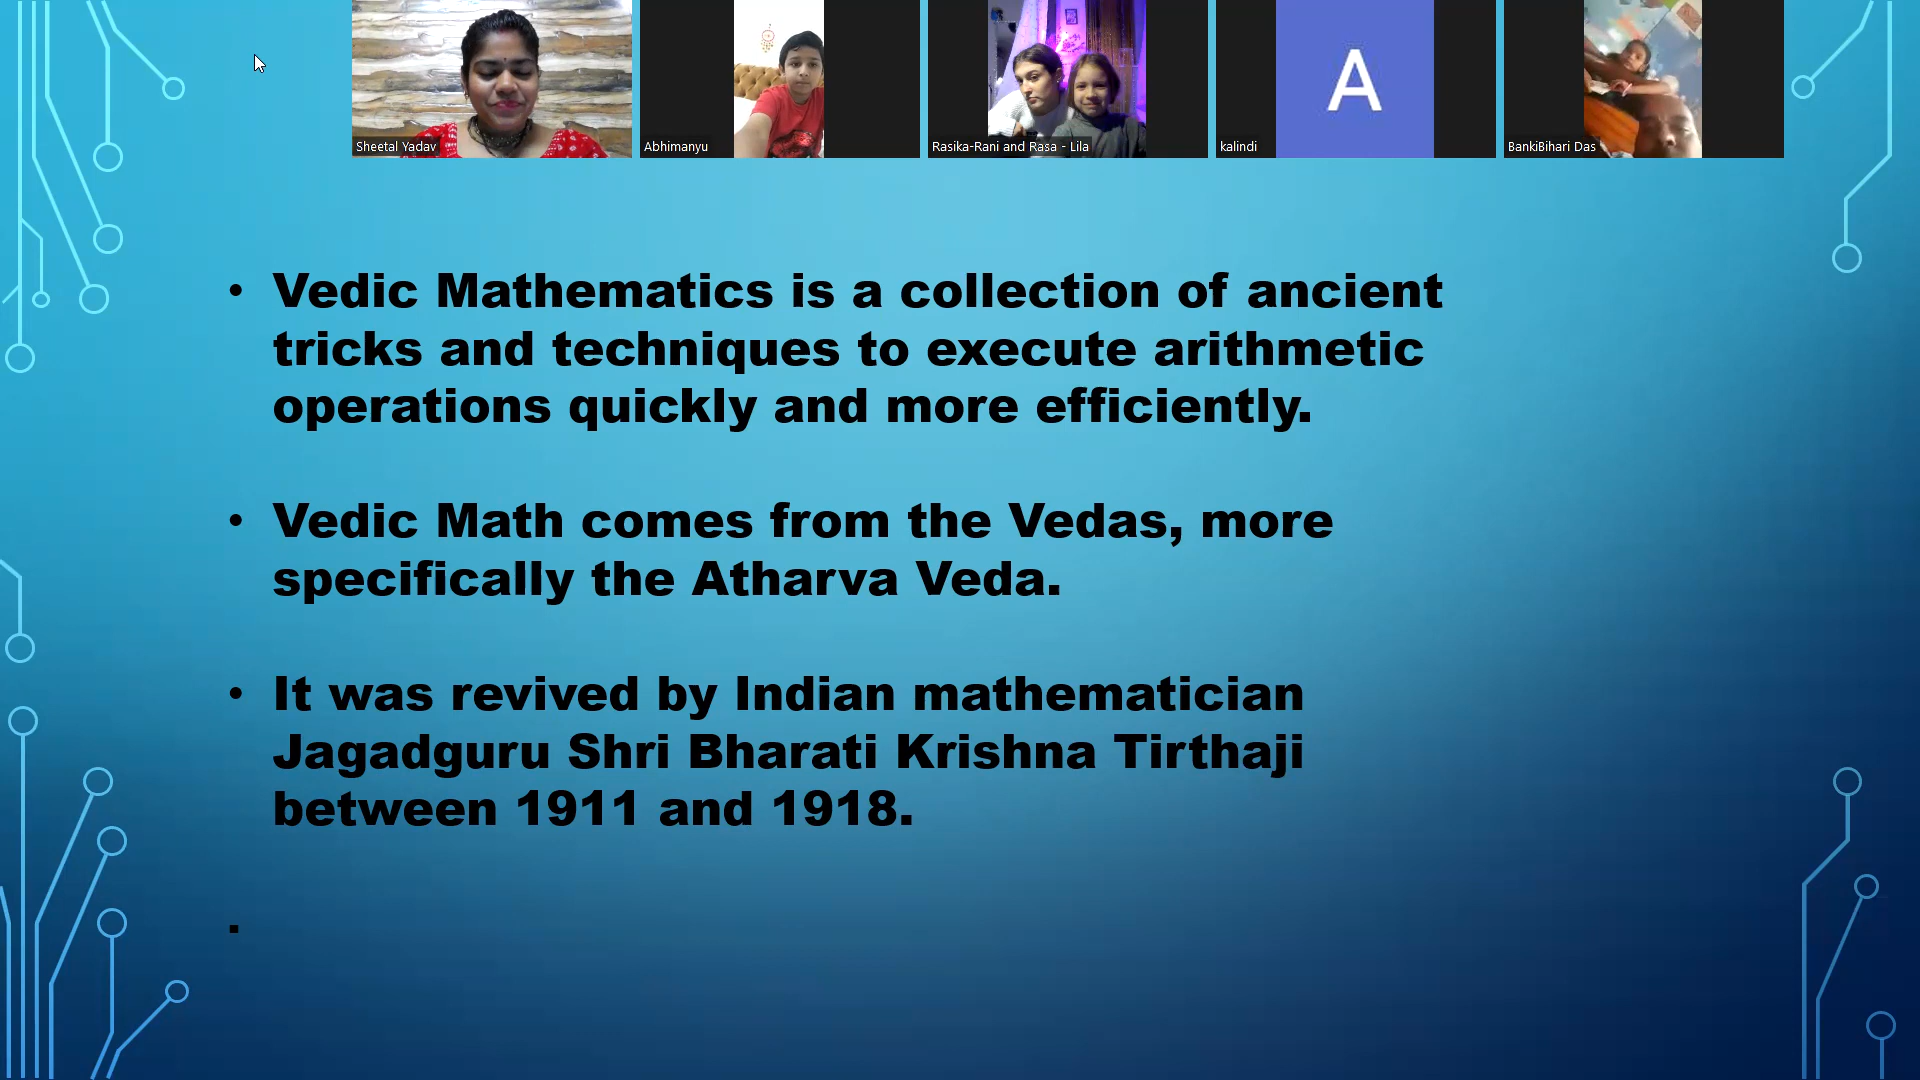 Sheetal Yadav
Abhimanyu
Rasika-Rani and Rasa - Lila
A
kalindi
BankiBihari Das
• Vedic Mathematics is a collection of ancient
tricks and techniques to execute arithmetic
operations quickly and more efficiently.
• Vedic Math comes from the Vedas, more
specifically the Atharva Veda.
• It was revived by Indian mathematician
Jagadguru Shri Bharati Krishna Tirthaji
between 1911 and 1918.
.